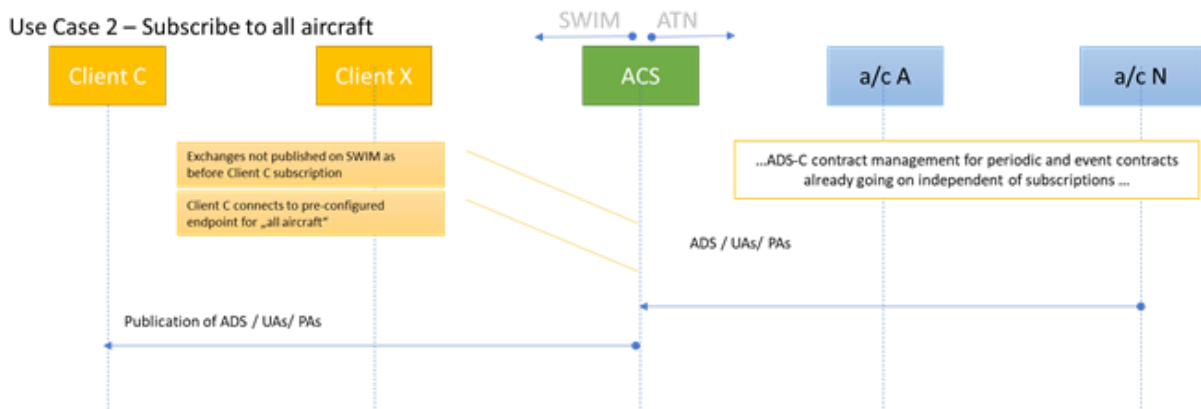 Use Case 2 – Subscribe to all aircraft
SWIM
ATN
Client C
Client X
ACS
a/c A
a/c N
Exchanges not published on SWIM as
before Client C subscription
Client C connects to pre-configured
endpoint for „all aircraft“
...ADS-C contract management for periodic and event contracts
already going on independent of subscriptions ...
ADS / UAs/ PAs
Publication of ADS / UAs/ PAs